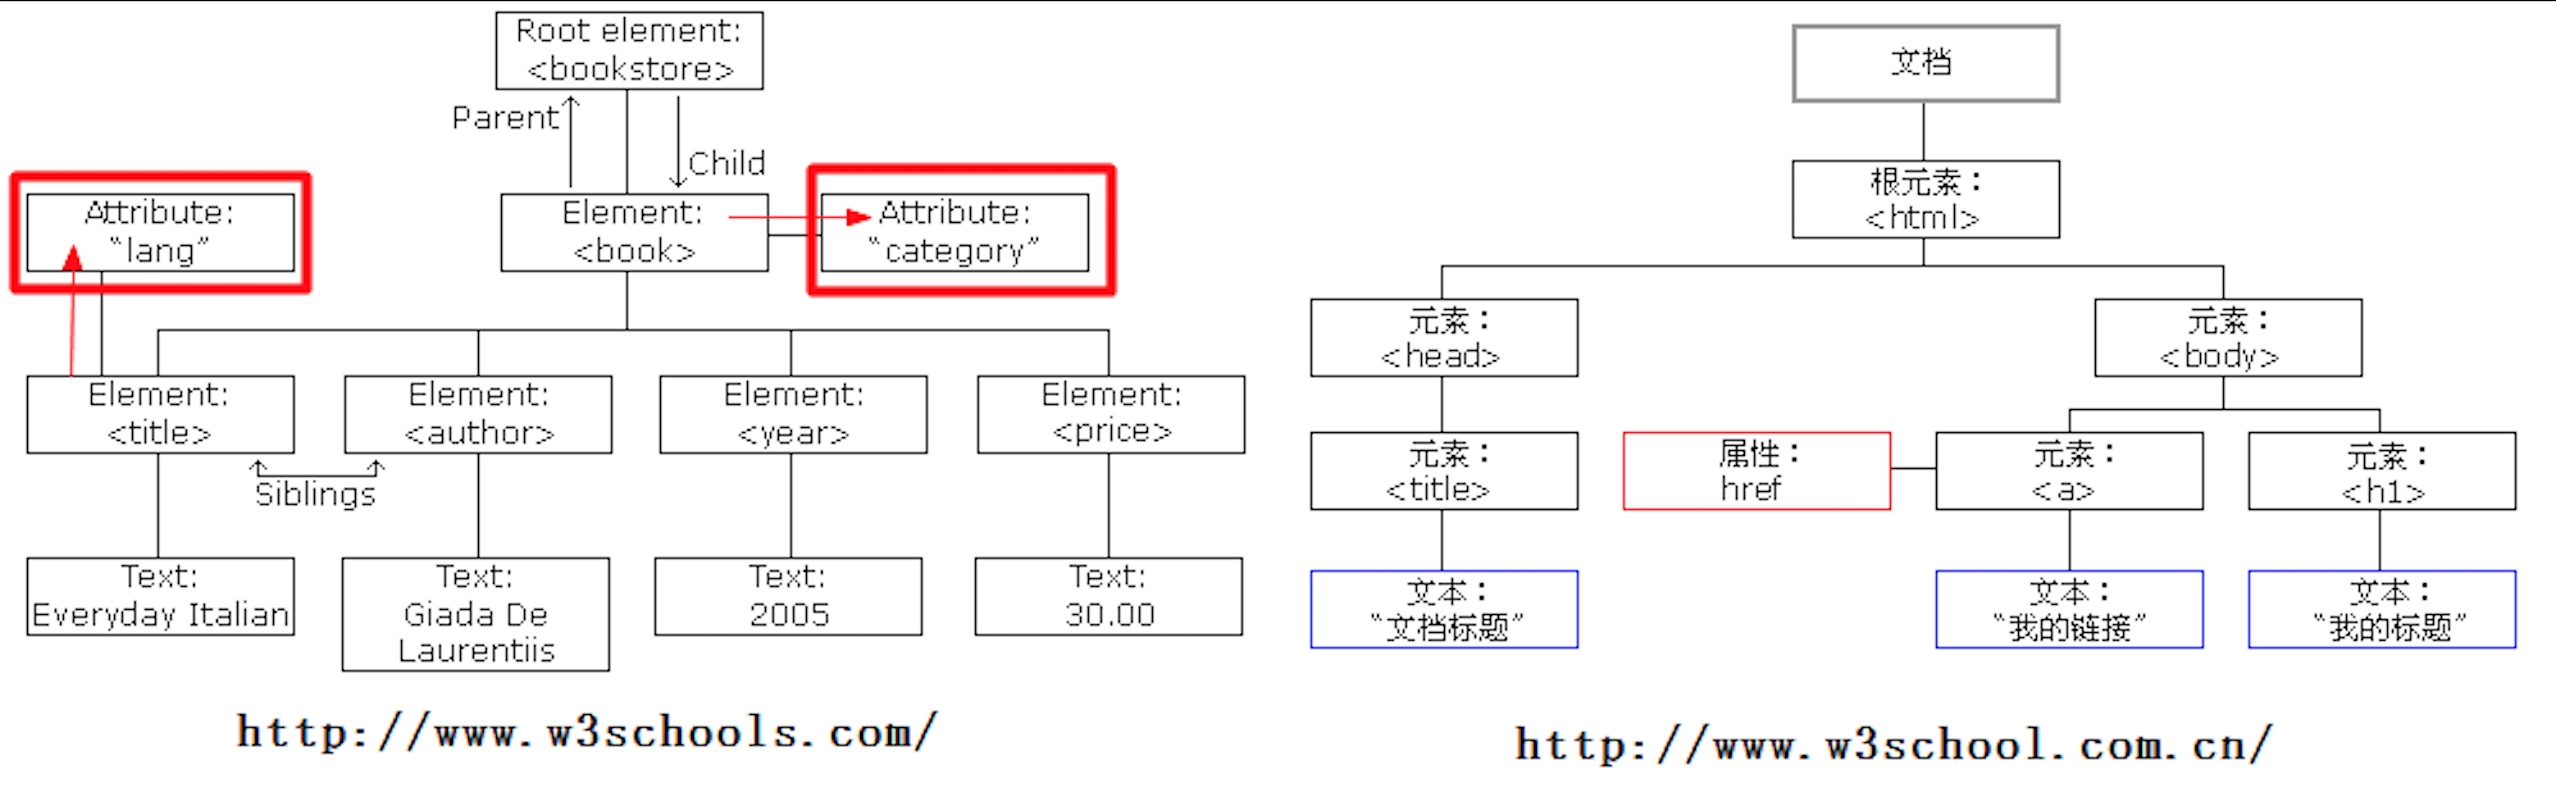 Root element:
<bookstore>
Parent
Child
Attribute:
“lang”
Element:
<book>
Attribute:
“category”
Element:
<title>
Element:
<author>
Element:
<year>
Element:
<price>
Siblings
Text:
Everyday Italian
Text:
Giada De
Laurentiis
Text:
2005
Text:
30.00
http://www.w3schools.com/
文档
根元素：
<html>
元素：
<head>
元素：
<body>
元素：
<title>
属性：
href
元素：
<a>
元素：
<h1>
文本：
“文档标题”
文本：
“我的链接”
文本：
“我的标题”
http://www.w3school.com.cn/